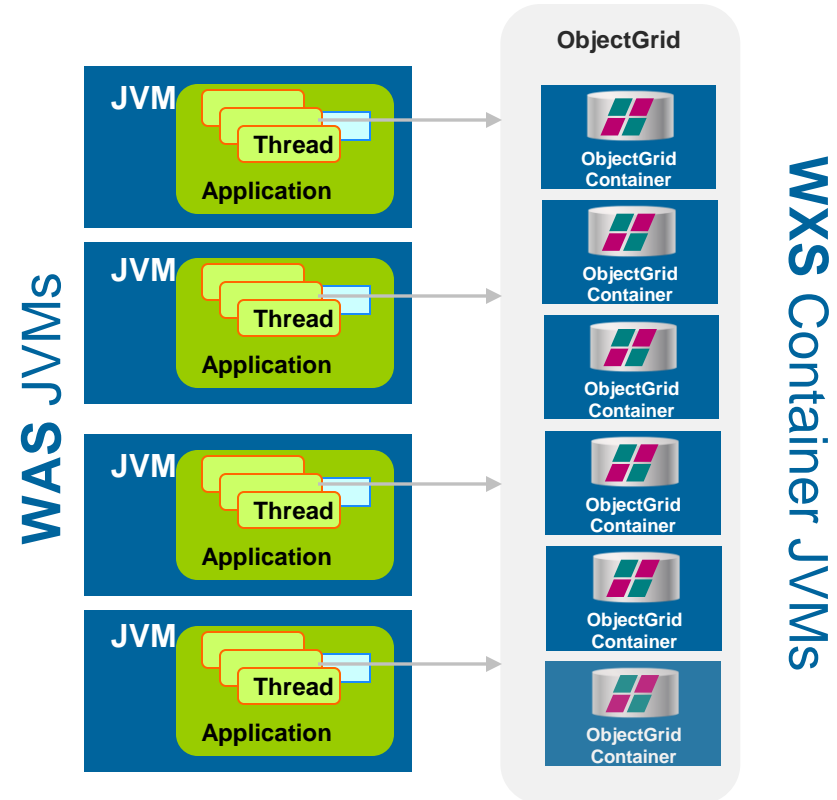 WAS JVMs
JVM
Thread
Application
JVM
Thread
Application
JVM
Thread
Application
JVM
Thread
Application
ObjectGrid
ObjectGrid
Container
ObjectGrid
Container
ObjectGrid
Container
ObjectGrid
Container
ObjectGrid
Container
ObjectGrid
Container
WXS Container JVMs